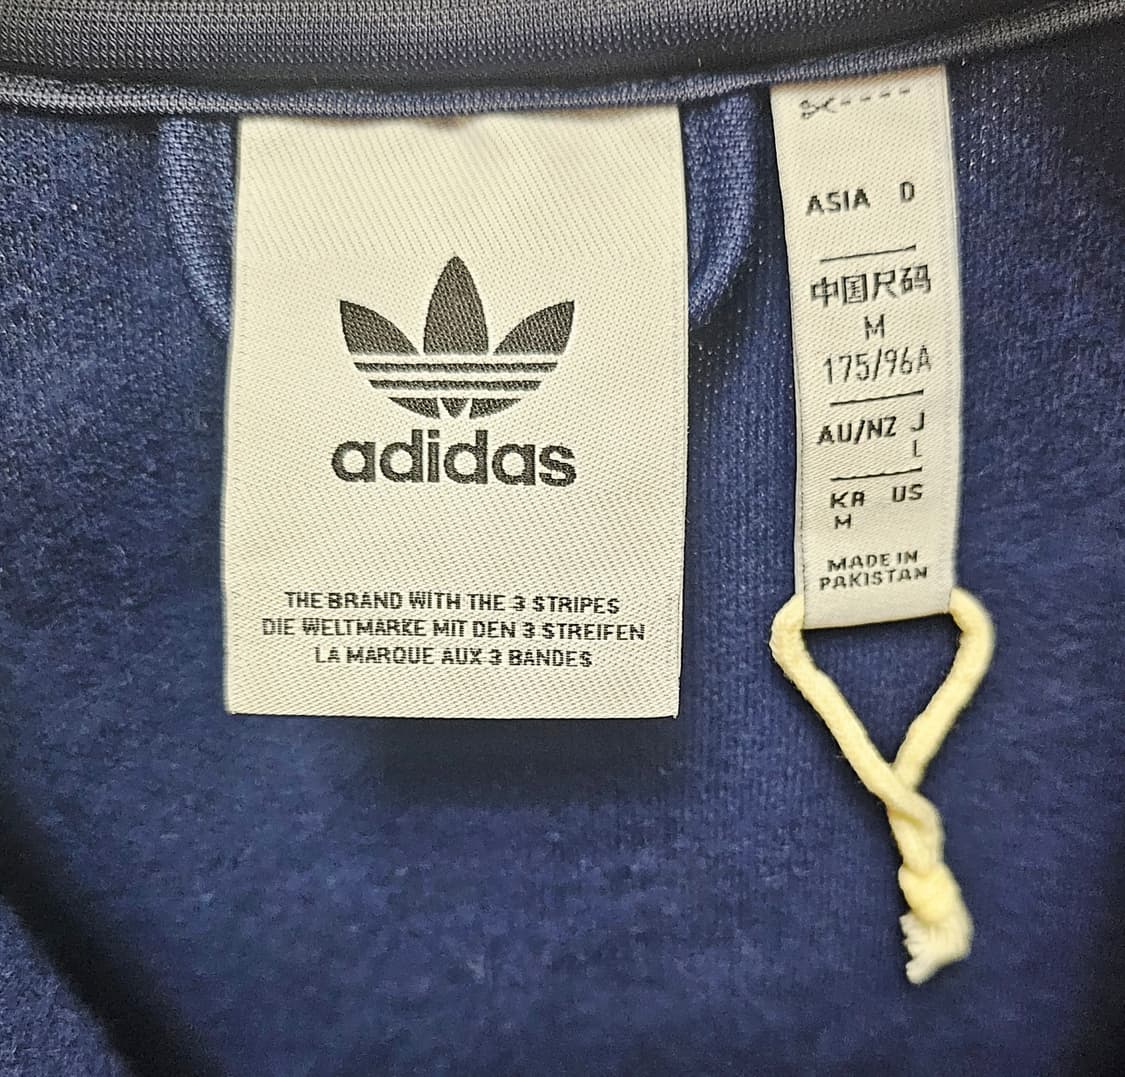 adidas
THE BRAND WITH THE 3 STRIPES
DIE WELTMARKE MIT DEN 3 STREIFEN
LA MARQUE AUX 3 BANDES
ASIA D
中国尺码
M
175/96A
AU/NZ J
L
KR US
M
MADE IN
PAKISTAN